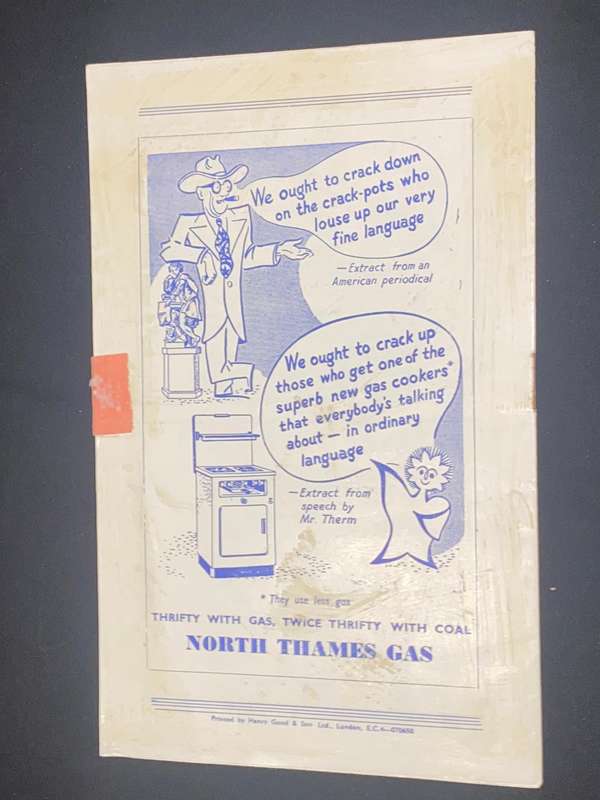 We ought to crack down
on the crack-pots who
louse up our very
fine language
—Extract from an
American periodical
We ought to crack up
those who get one of the
superb new gas cookers*
that everybody's talking
about — in ordinary
language
—Extract from
speech by
Mr. Therm
* They use less gas
THRIFTY WITH GAS, TWICE THRIFTY WITH COAL
NORTH THAMES GAS
Printed by Henry Good & Son Ltd., London, E.C.4—070650